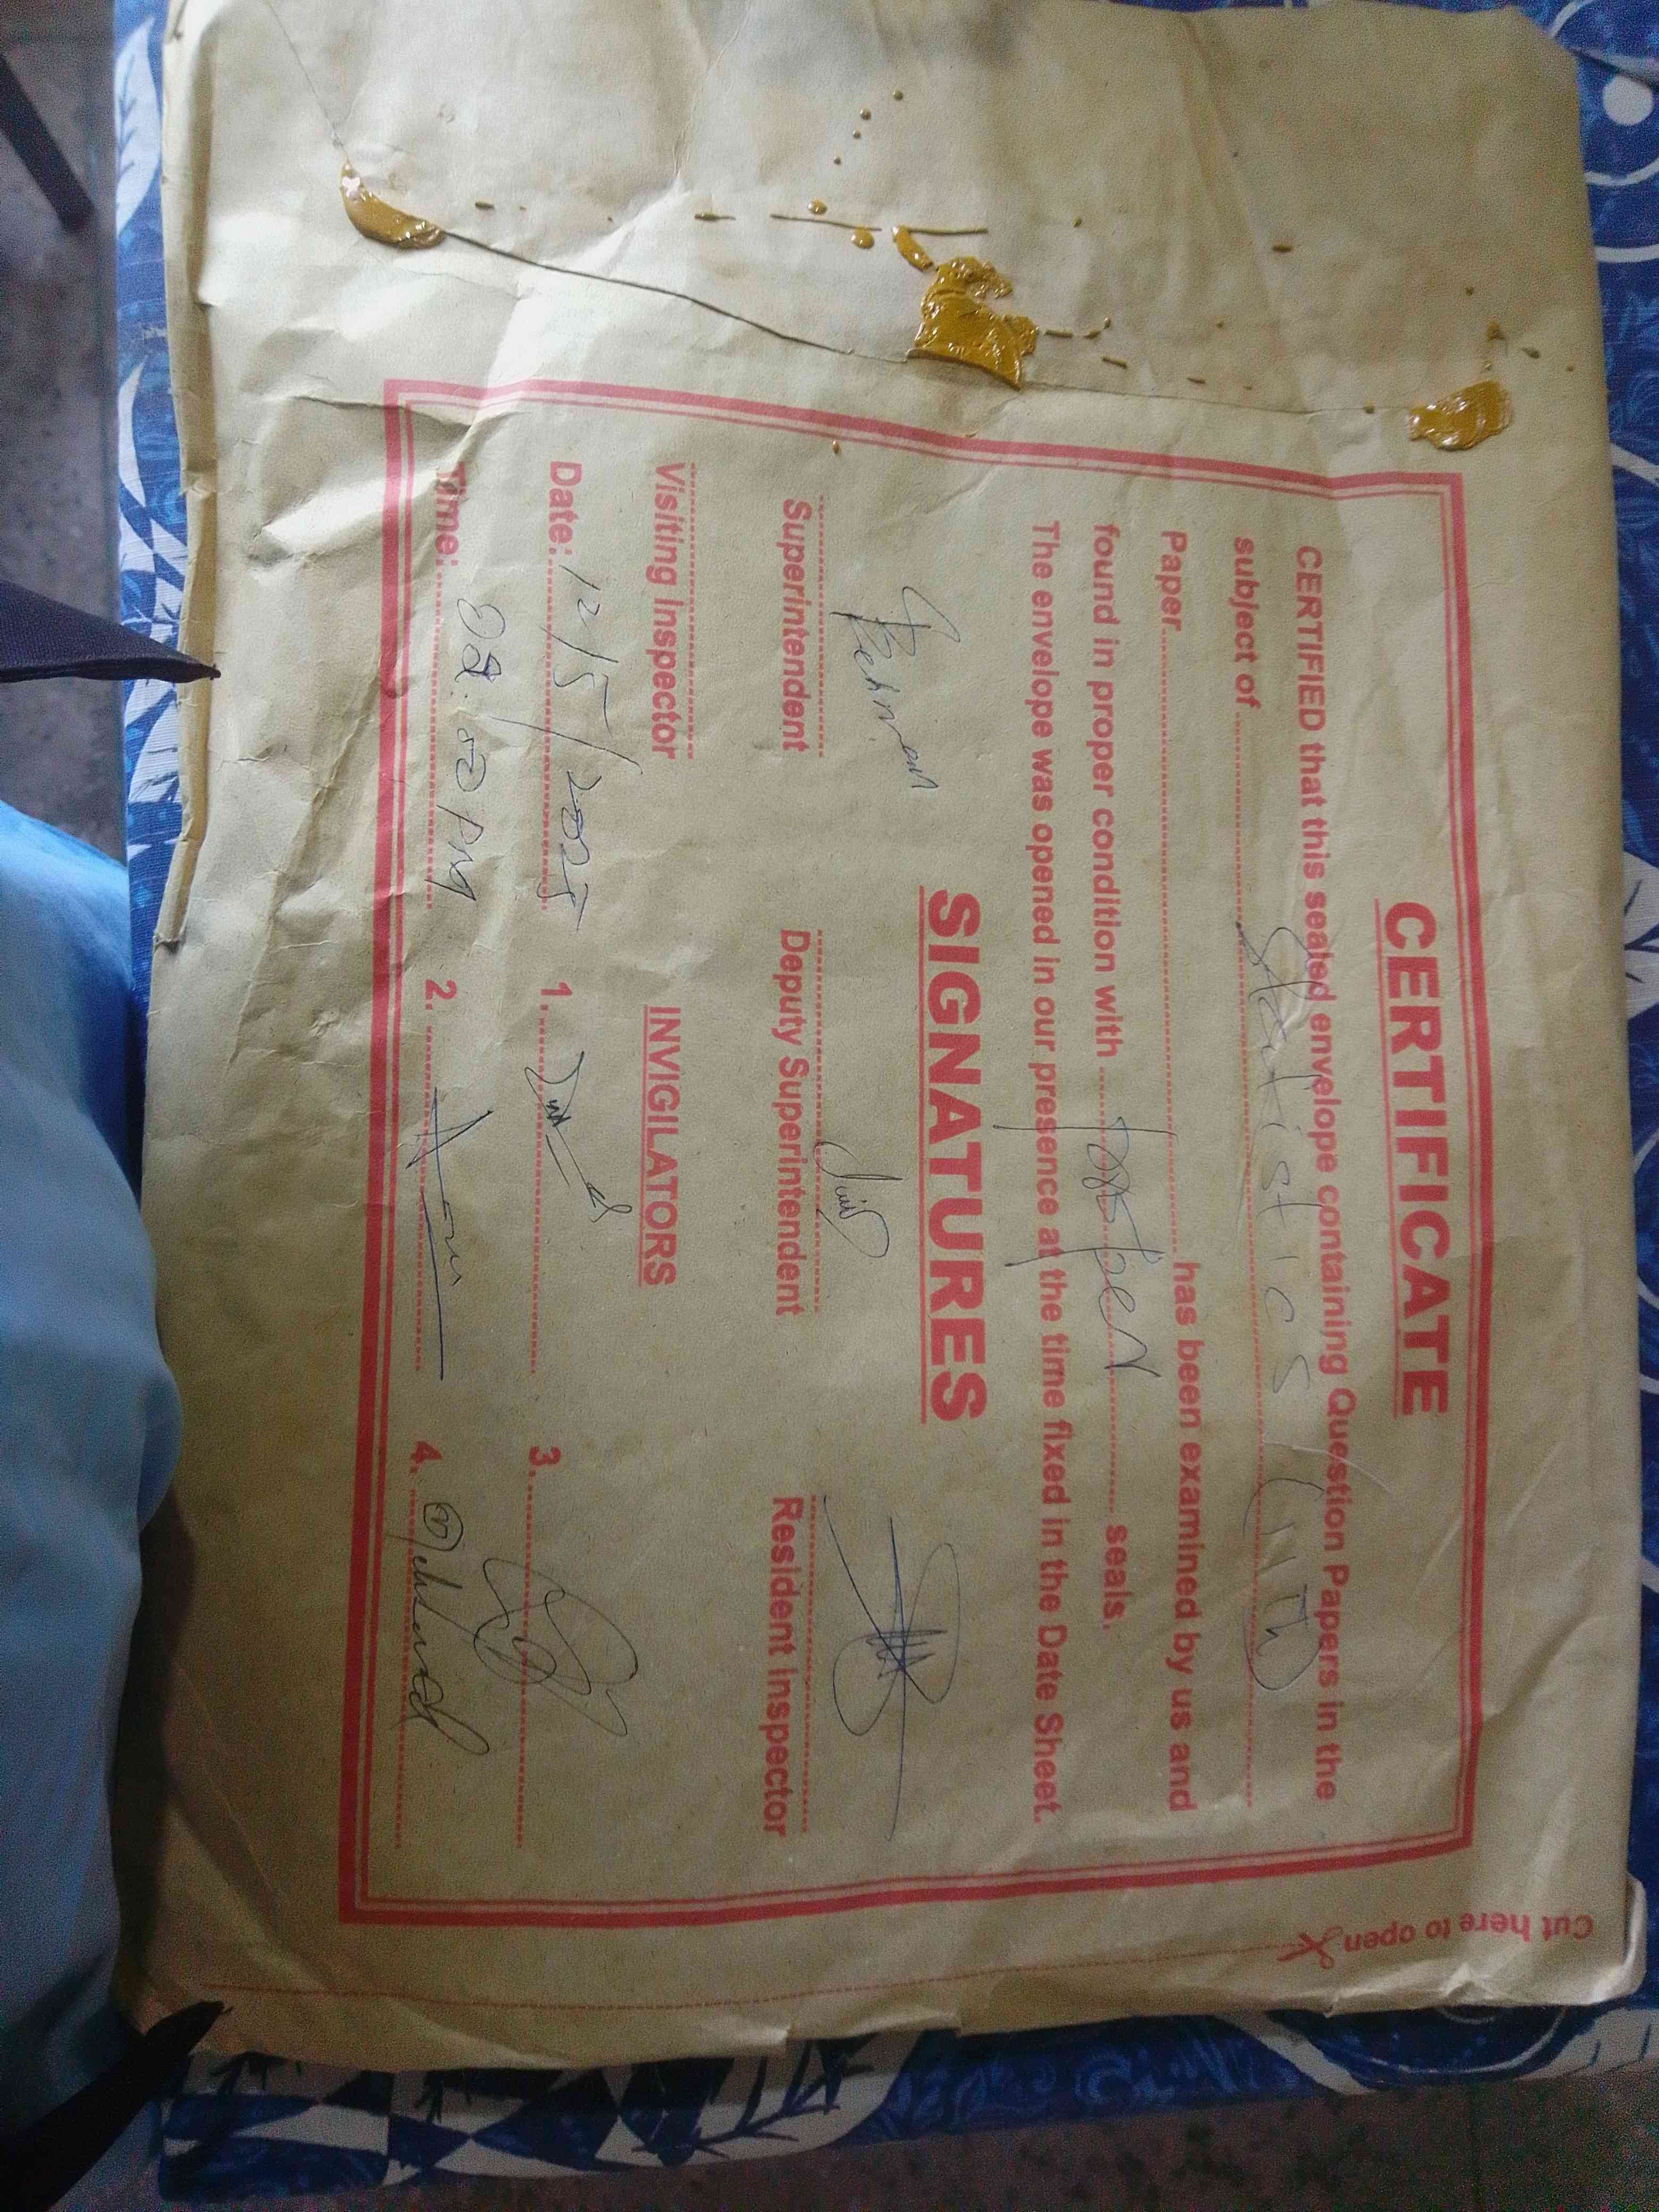 CERTIFICATE
CERTIFIED that this sealed envelope containing Question Papers in the
subject of Statistics (11th)
Paper has been examined by us and
found in proper condition with seals.
The envelope was opened in our presence at the time fixed in the Date Sheet.
SIGNATURES
Superintendent Deputy Superintendent Resident Inspector
Visiting Inspector INVIGILATORS
Date: 12/5/2025 1. 3.
Time: 02:00 PM 2. 4.
Cut here to open